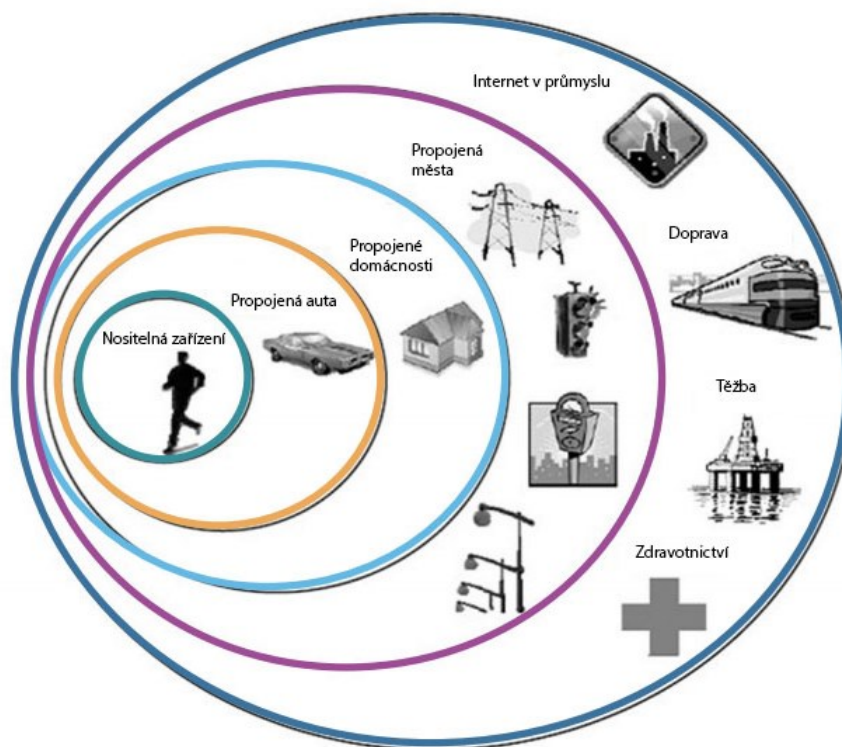 Internet v průmyslu
Propojená
města
Doprava
Propojené
domácnosti
Propojená auta
Nositelná zařízení
Těžba
Zdravotnictví